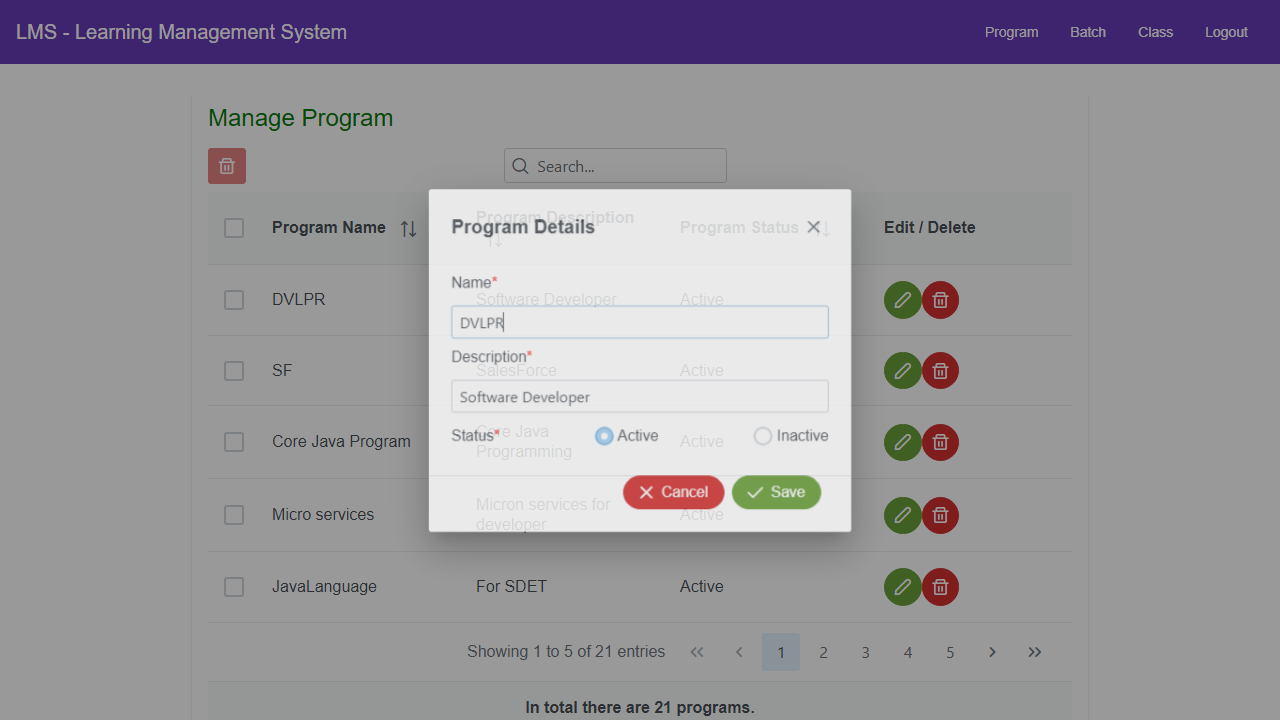 LMS - Learning Management System
Program Batch Class Logout
Manage Program
Search...
Program Name Program Description Program Status Edit / Delete
DVLPR Software Developer Active
SF SalesForce Active
Core Java Program Core Java Programming Active
Micro services Micron services for developer Active
JavaLanguage For SDET Active
Program Details
Name*
DVLPR
Description*
Software Developer
Status* Active Inactive
Cancel Save
Showing 1 to 5 of 21 entries 1 2 3 4 5
In total there are 21 programs.